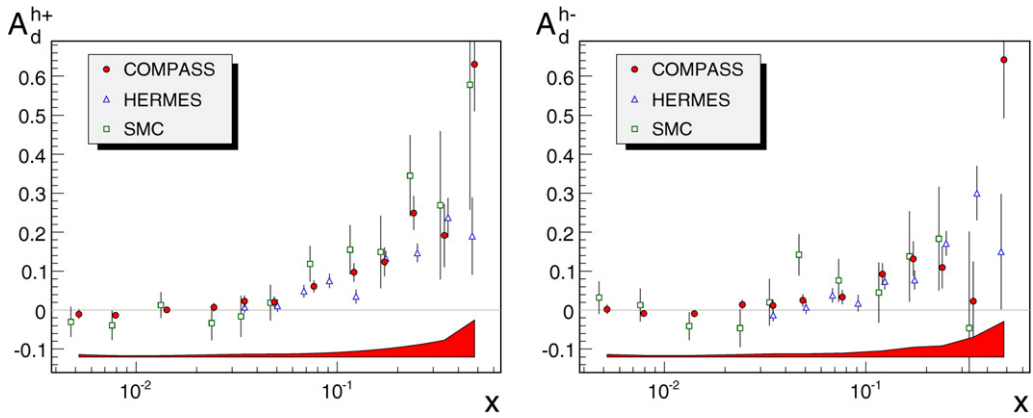 A_d^{h+}
0.6
0.5
0.4
0.3
0.2
0.1
0
-0.1
COMPASS
HERMES
SMC
10^{-2}
10^{-1}
x
A_d^{h-}
0.6
0.5
0.4
0.3
0.2
0.1
0
-0.1
COMPASS
HERMES
SMC
10^{-2}
10^{-1}
x